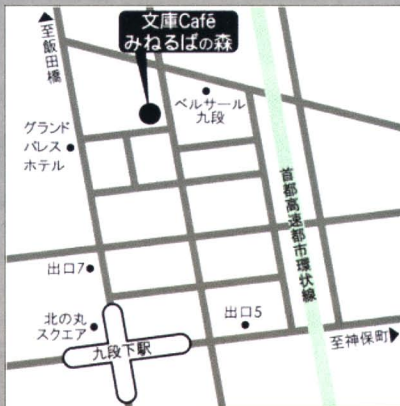 ▲至飯田橋
文庫Café
みねるばの森
ベルサール
九段
グランド
パレス
ホテル
首都高速都市環状線
出口7
北の丸
スクエア
出口5
九段下駅
至神保町▶